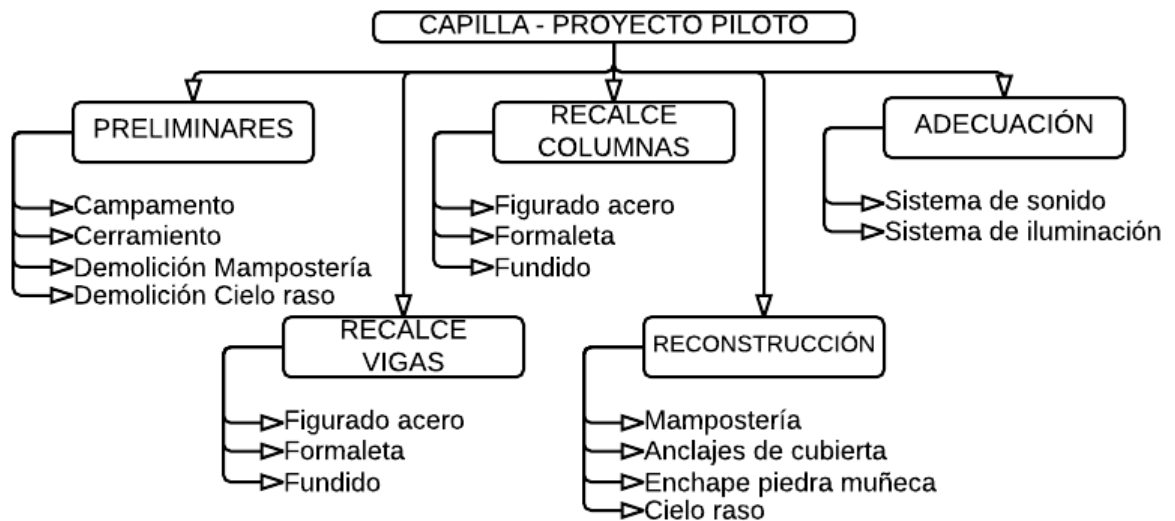 CAPILLA - PROYECTO PILOTO
PRELIMINARES
Campamento
Cerramiento
Demolición Mampostería
Demolición Cielo raso
RECALCE
VIGAS
Figurado acero
Formaleta
Fundido
RECALCE
COLUMNAS
Figurado acero
Formaleta
Fundido
RECONSTRUCCIÓN
Mampostería
Anclajes de cubierta
Enchape piedra muñeca
Cielo raso
ADECUACIÓN
Sistema de sonido
Sistema de iluminación